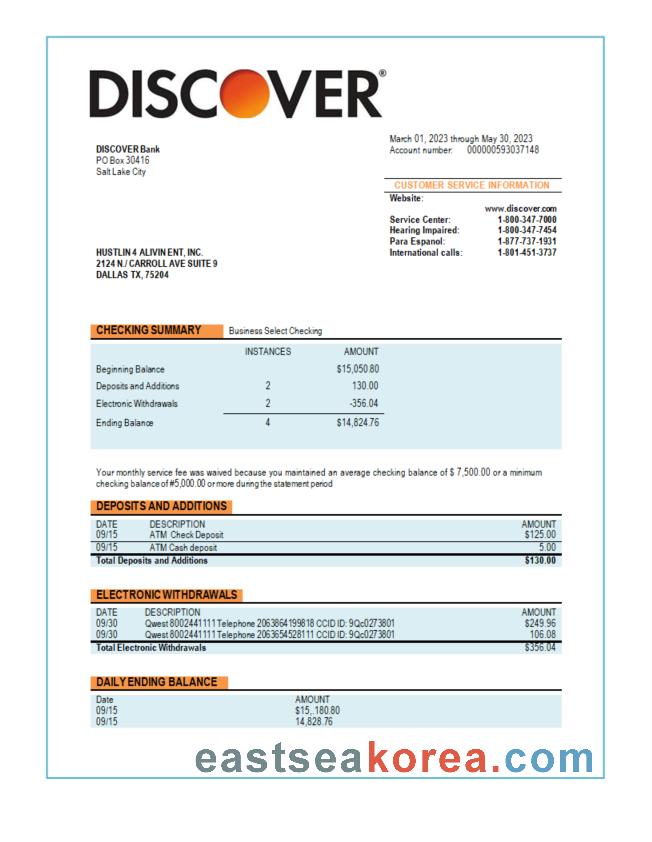 DISCOVER®
March 01, 2023 through May 30, 2023
Account number: 000000593037148
DISCOVER Bank
PO Box 30416
Salt Lake City
CUSTOMER SERVICE INFORMATION
Website:
www.discover.com
Service Center: 1-800-347-7000
Hearing Impaired: 1-800-347-7454
Para Espanol: 1-877-737-1931
International calls: 1-801-451-3737
HUSTLIN 4 ALIVIN ENT, INC.
2124 N./ CARROLL AVE SUITE 9
DALLAS TX, 75204
CHECKING SUMMARY Business Select Checking
INSTANCES AMOUNT
Beginning Balance $15,050.80
Deposits and Additions 2 130.00
Electronic Withdrawals 2 -356.04
Ending Balance 4 $14,824.76
Your monthly service fee was waived because you maintained an average checking balance of $ 7,500.00 or a minimum
checking balance of #5,000.00 or more during the statement period
DEPOSITS AND ADDITIONS
DATE DESCRIPTION AMOUNT
09/15 ATM Check Deposit $125.00
09/15 ATM Cash deposit 5.00
Total Deposits and Additions $130.00
ELECTRONIC WITHDRAWALS
DATE DESCRIPTION AMOUNT
09/30 Qwest 8002441111 Telephone 2063864199818 CCID ID: 9Qc0273801 $249.96
09/30 Qwest 8002441111 Telephone 2063654528111 CCID ID: 9Qc0273801 106.08
Total Electronic Withdrawals $356.04
DAILY ENDING BALANCE
Date AMOUNT
09/15 $15,.180.80
09/15 14,828.76
eastseakorea.com